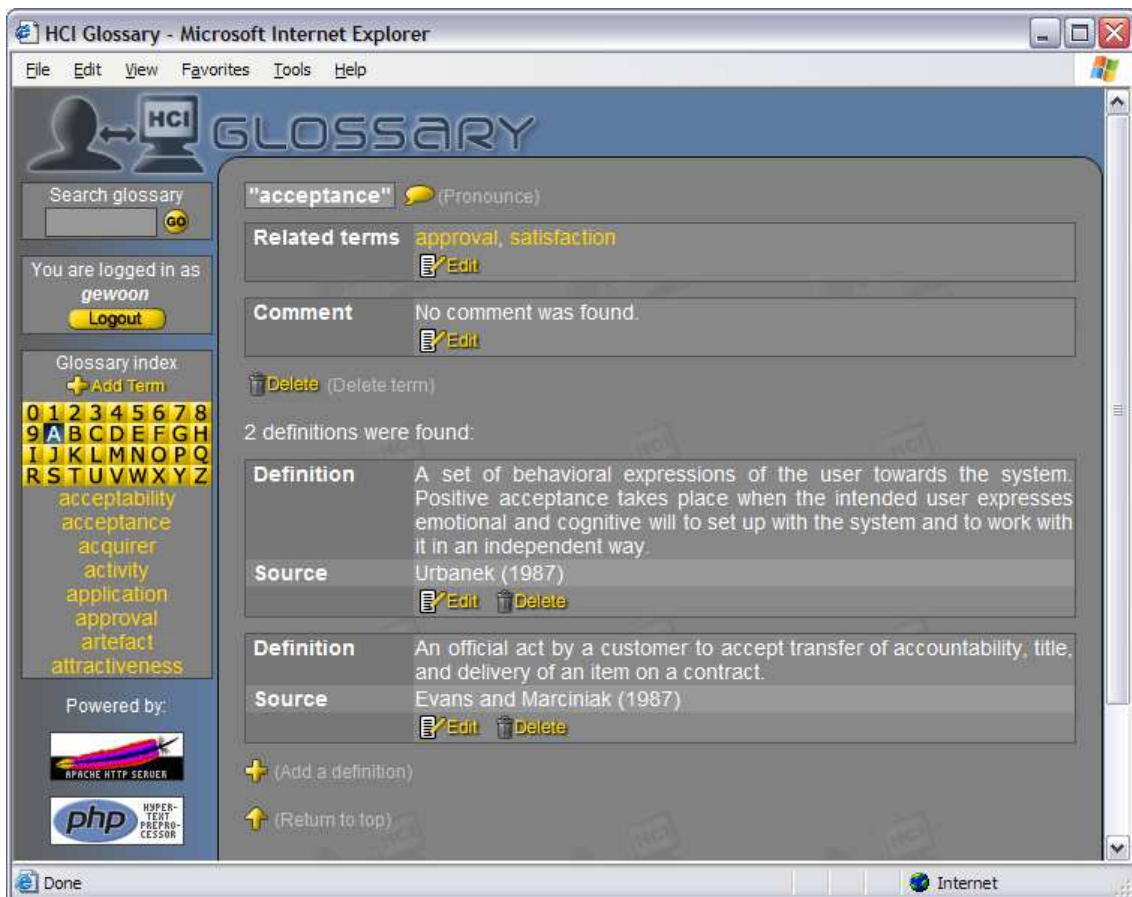 HCI Glossary - Microsoft Internet Explorer
File Edit View Favorites Tools Help
HCI GLOSSARY
Search glossary
GO
You are logged in as
gewoon
Logout
Glossary index
Add Term
0 1 2 3 4 5 6 7 8
9 A B C D E F G H
I J K L M N O P Q
R S T U V W X Y Z
acceptability
acceptance
acquirer
activity
application
approval
artefact
attractiveness
Powered by:
APACHE HTTP SERVER
php HYPER-
TEXT
PREPRO-
CESSOR
"acceptance" (Pronounce)
Related terms approval, satisfaction
Edit
Comment No comment was found.
Edit
Delete (Delete term)
2 definitions were found:
Definition A set of behavioral expressions of the user towards the system.
Positive acceptance takes place when the intended user expresses
emotional and cognitive will to set up with the system and to work with
it in an independent way.
Source Urbanek (1987)
Edit Delete
Definition An official act by a customer to accept transfer of accountability, title,
and delivery of an item on a contract.
Source Evans and Marciniak (1987)
Edit Delete
(Add a definition)
(Return to top)
Done Internet